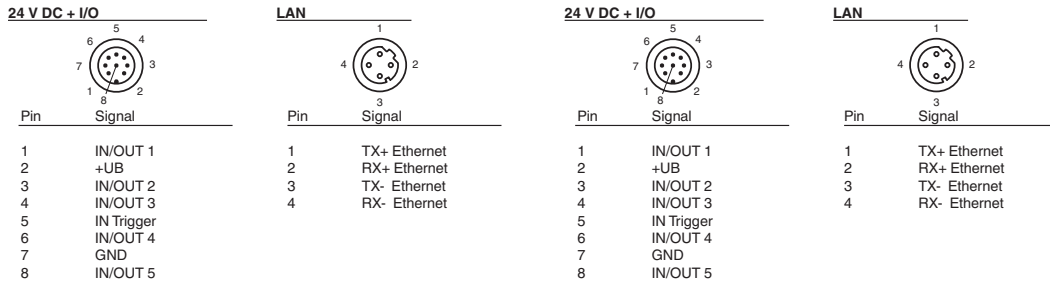 24 V DC + I/O
5
6
4
7
3
1
2
8
Pin Signal
1 IN/OUT 1
2 +UB
3 IN/OUT 2
4 IN/OUT 3
5 IN Trigger
6 IN/OUT 4
7 GND
8 IN/OUT 5
LAN
1
4
2
3
Pin Signal
1 TX+ Ethernet
2 RX+ Ethernet
3 TX- Ethernet
4 RX- Ethernet
24 V DC + I/O
5
6
4
7
3
1
2
8
Pin Signal
1 IN/OUT 1
2 +UB
3 IN/OUT 2
4 IN/OUT 3
5 IN Trigger
6 IN/OUT 4
7 GND
8 IN/OUT 5
LAN
1
4
2
3
Pin Signal
1 TX+ Ethernet
2 RX+ Ethernet
3 TX- Ethernet
4 RX- Ethernet